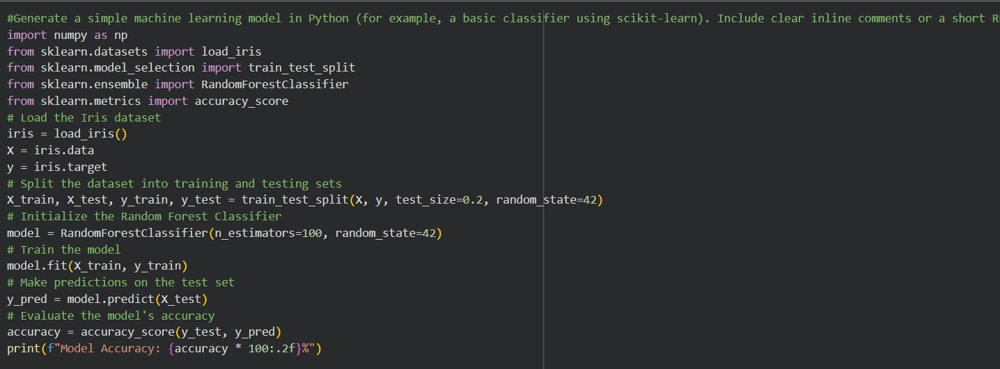 #Generate a simple machine learning model in Python (for example, a basic classifier using scikit-learn). Include clear inline comments or a short
import numpy as np
from sklearn.datasets import load_iris
from sklearn.model_selection import train_test_split
from sklearn.ensemble import RandomForestClassifier
from sklearn.metrics import accuracy_score
# Load the Iris dataset
iris = load_iris()
X = iris.data
y = iris.target
# Split the dataset into training and testing sets
X_train, X_test, y_train, y_test = train_test_split(X, y, test_size=0.2, random_state=42)
# Initialize the Random Forest Classifier
model = RandomForestClassifier(n_estimators=100, random_state=42)
# Train the model
model.fit(X_train, y_train)
# Make predictions on the test set
y_pred = model.predict(X_test)
# Evaluate the model's accuracy
accuracy = accuracy_score(y_test, y_pred)
print(f"Model Accuracy: {accuracy * 100:.2f}%")